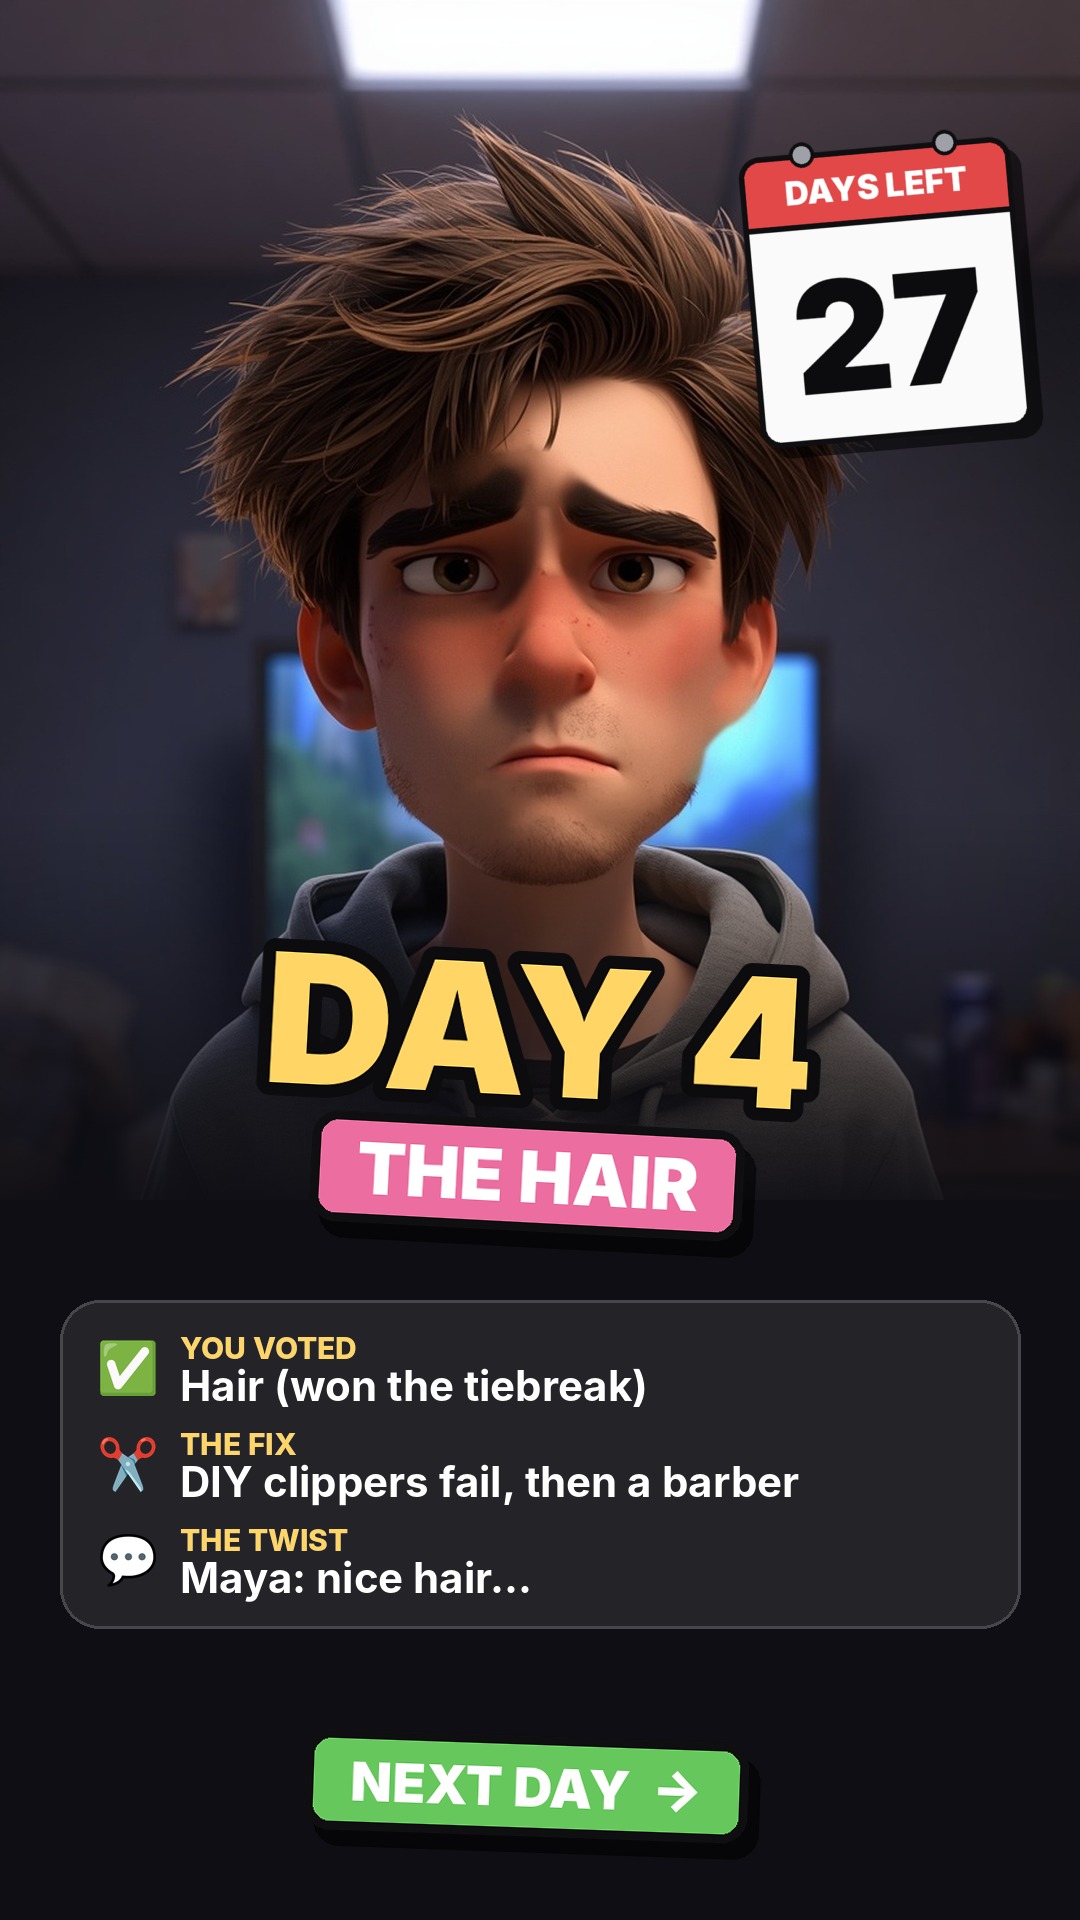 DAYS LEFT
27
DAY 4
THE HAIR
YOU VOTED
Hair (won the tiebreak)
THE FIX
DIY clippers fail, then a barber
THE TWIST
Maya: nice hair...
NEXT DAY →